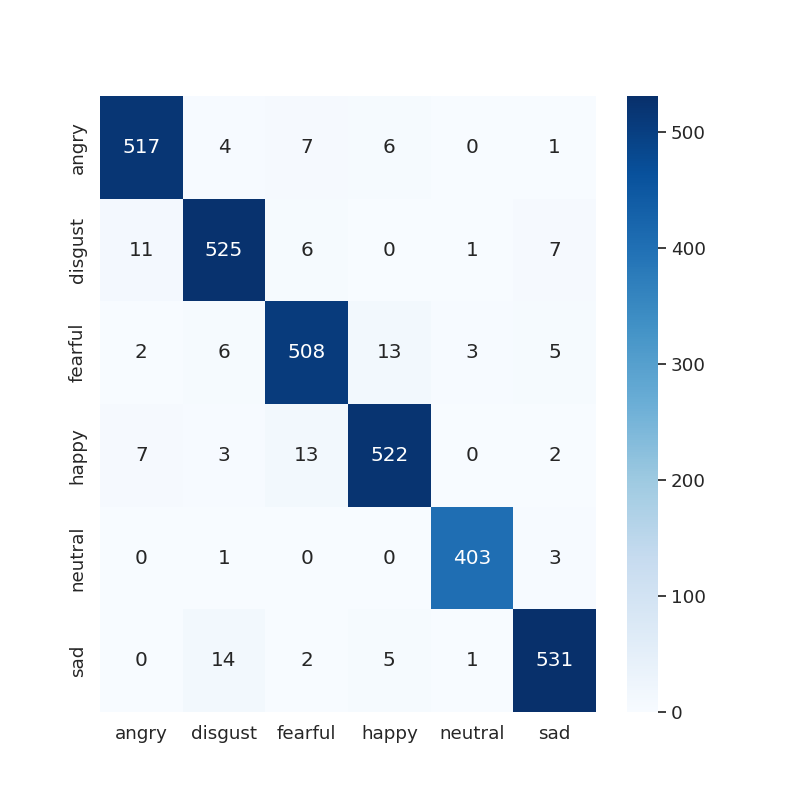 angry 517 4 7 6 0 1
disgust 11 525 6 0 1 7
fearful 2 6 508 13 3 5
happy 7 3 13 522 0 2
neutral 0 1 0 0 403 3
sad 0 14 2 5 1 531
angry disgust fearful happy neutral sad
500
400
300
200
100
0